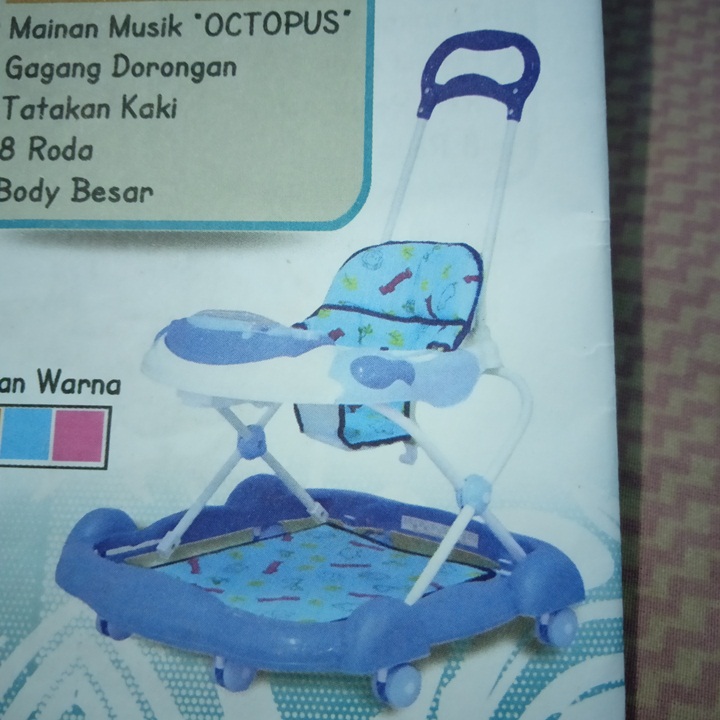 Mainan Musik "OCTOPUS"
Gagang Dorongan
Tatakan Kaki
8 Roda
Body Besar
an Warna